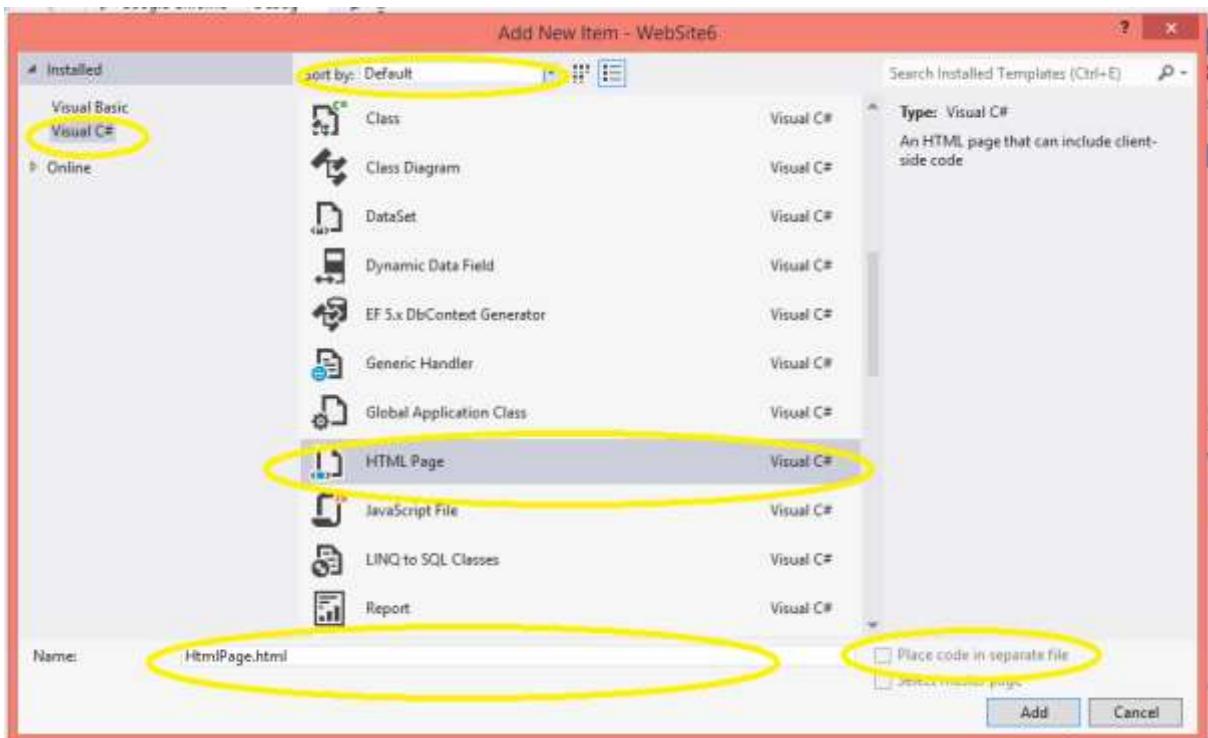 Add New Item - WebSite6
? ×
Installed
Sort by: Default
Search Installed Templates (Ctrl+E)
Visual Basic
Visual C#
Online
Class Visual C#
Class Diagram Visual C#
DataSet Visual C#
Dynamic Data Field Visual C#
EF 5.x DbContext Generator Visual C#
Generic Handler Visual C#
Global Application Class Visual C#
HTML Page Visual C#
JavaScript File Visual C#
LINQ to SQL Classes Visual C#
Report Visual C#
Type: Visual C#
An HTML page that can include client-
side code
Name: HtmlPage.html
Place code in separate file
Select master page
Add Cancel